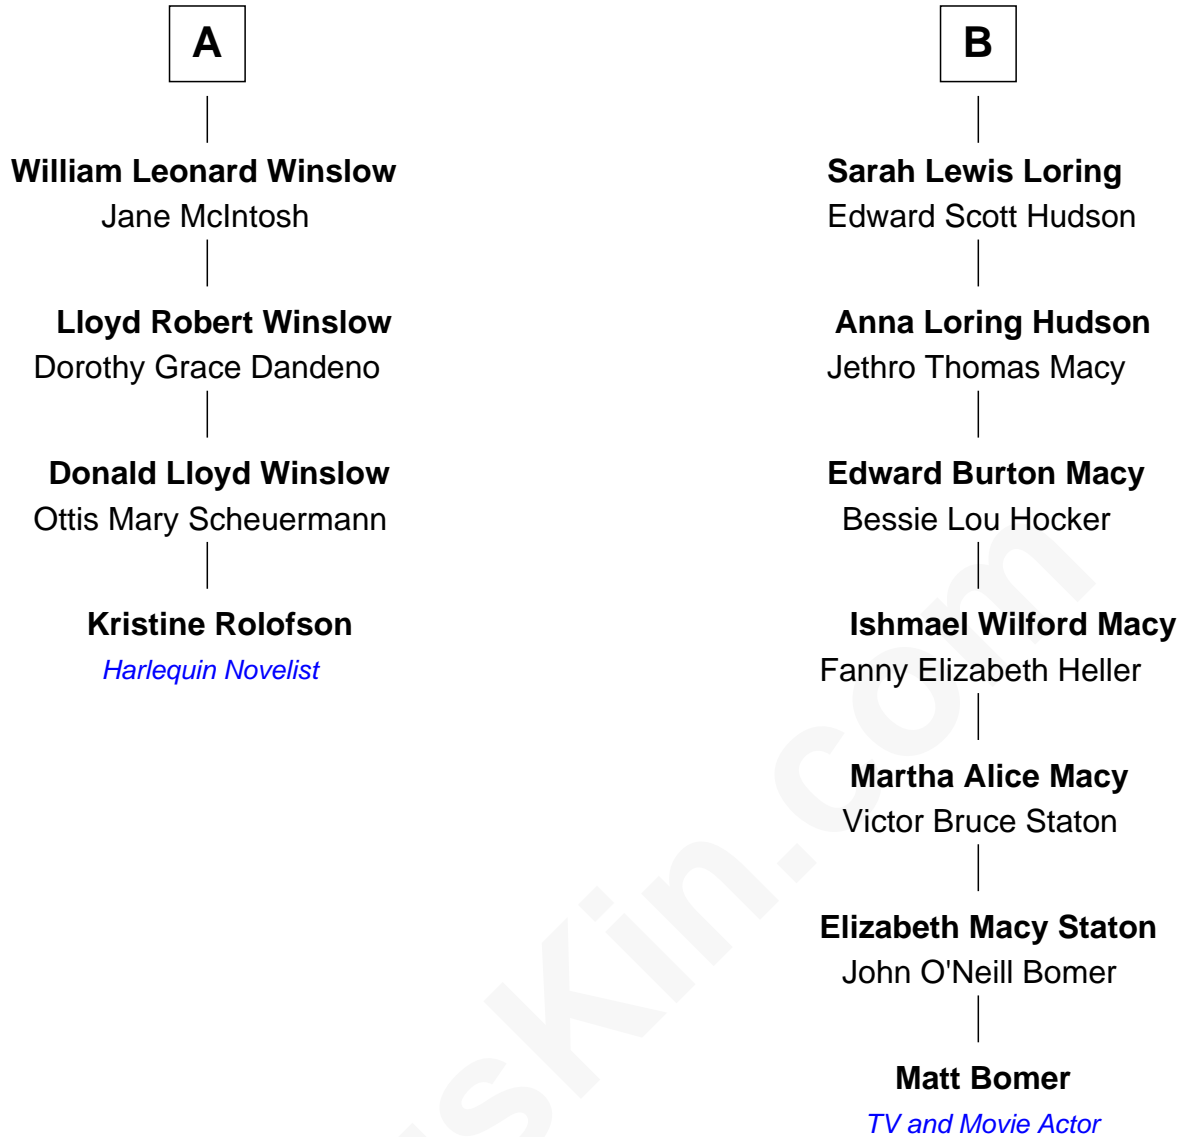 A
William Leonard Winslow
Jane McIntosh
Lloyd Robert Winslow
Dorothy Grace Dandeno
Donald Lloyd Winslow
Ottis Mary Scheuermann
Kristine Rolofson
Harlequin Novelist
B
Sarah Lewis Loring
Edward Scott Hudson
Anna Loring Hudson
Jethro Thomas Macy
Edward Burton Macy
Bessie Lou Hocker
Ishmael Wilford Macy
Fanny Elizabeth Heller
Martha Alice Macy
Victor Bruce Staton
Elizabeth Macy Staton
John O'Neill Bomer
Matt Bomer
TV and Movie Actor
sKin.com